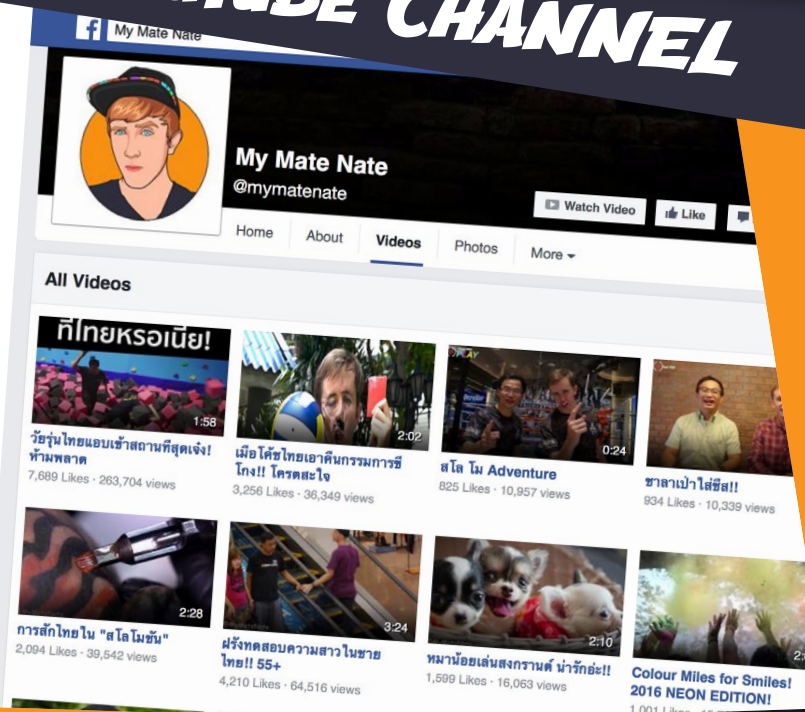 CHANNEL
My Mate Nate
My Mate Nate
@mymatenate
Watch Video
Like
Home
About
Videos
Photos
More
All Videos
ที่ไทยหรอเนี่ย!
1:58
2:02
PLAY
0:24
วัยรุ่นไทยแอบเข้าสถานที่สุดเจ๋ง!
ห้ามพลาด
7,689 Likes · 263,704 views
เมื่อโค้ชไทยเอาคืนกรรมการขี้
โกง!! โครตสะใจ
3,256 Likes · 36,349 views
สโล โม Adventure
825 Likes · 10,957 views
ซาลาเปาไส้ชีส!!
934 Likes · 10,339 views
2:28
3:24
2:10
การสักไทยใน "สโลโมชั่น"
2,094 Likes · 39,542 views
ฝรั่งทดสอบความสาวในชาย
ไทย!! 55+
4,210 Likes · 64,516 views
หมาน้อยเล่นสงกรานต์ น่ารักอ่ะ!!
1,599 Likes · 16,063 views
Colour Miles for Smiles!
2016 NEON EDITION!
1,001 Likes